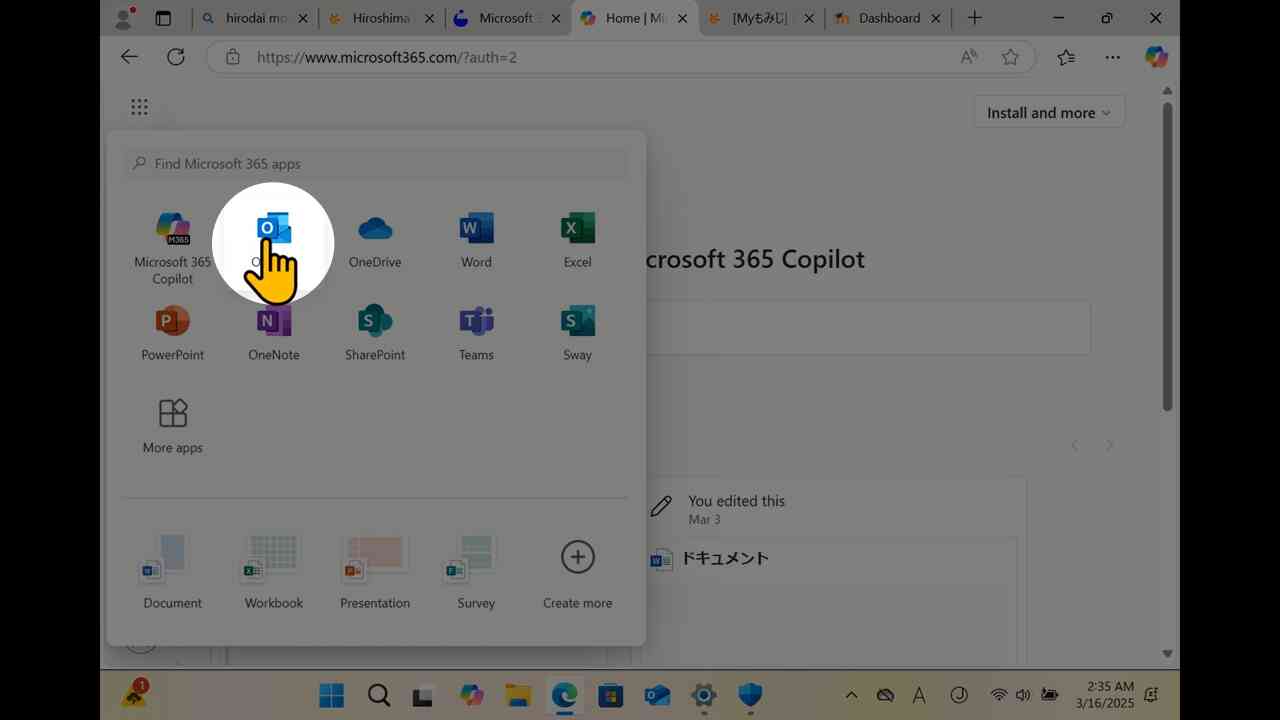 hirodai mo
Hiroshima
Microsoft
Home | Mi
[Myもみじ]
Dashboard
https://www.microsoft365.com/?auth=2
Install and more
Find Microsoft 365 apps
M365
Microsoft 365 Copilot
OneDrive
Word
Excel
crosoft 365 Copilot
PowerPoint
OneNote
SharePoint
Teams
Sway
More apps
You edited this
Mar 3
ドキュメント
Document
Workbook
Presentation
Survey
Create more
1
2:35 AM
3/16/2025